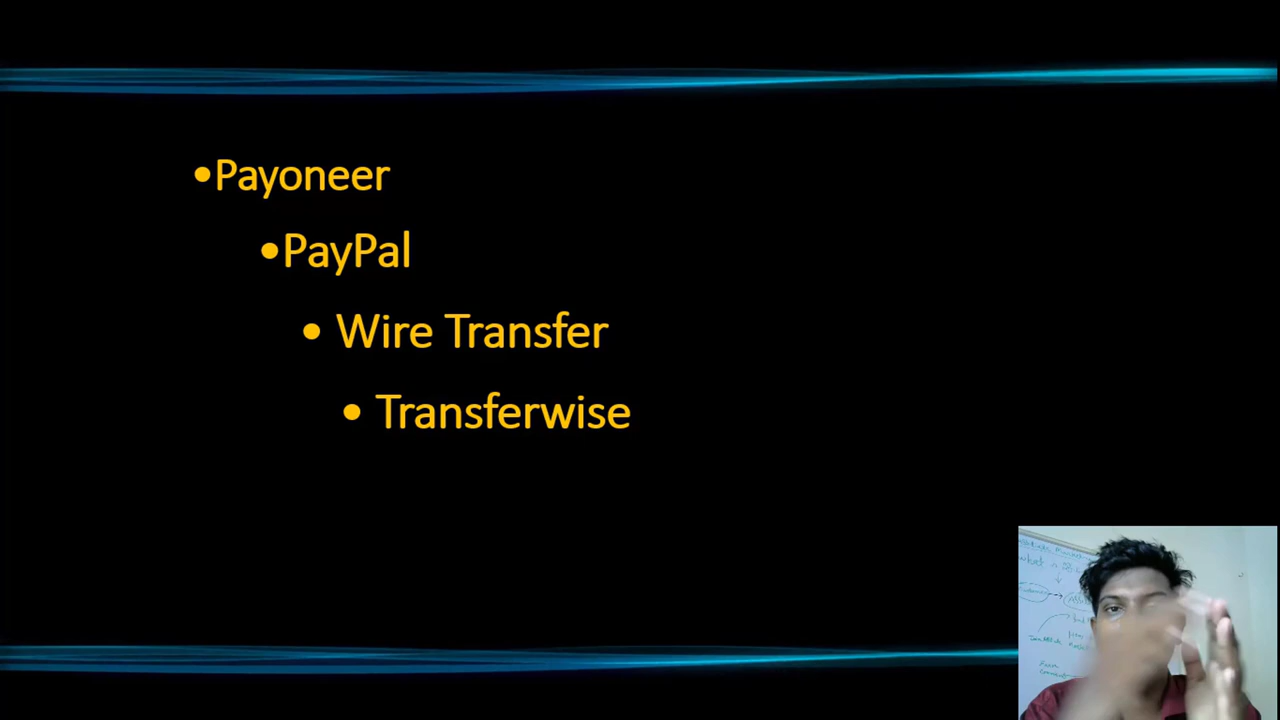 •Payoneer
•PayPal
• Wire Transfer
• Transferwise